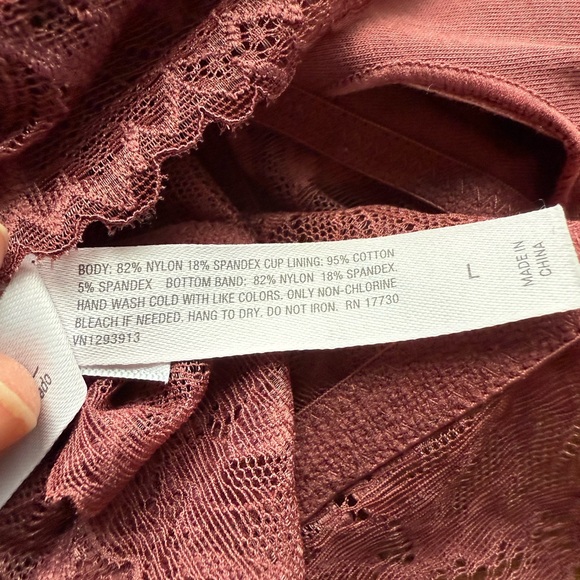 BODY: 82% NYLON 18% SPANDEX CUP LINING: 95% COTTON
5% SPANDEX BOTTOM BAND: 82% NYLON 18% SPANDEX.
HAND WASH COLD WITH LIKE COLORS. ONLY NON-CHLORINE
BLEACH IF NEEDED. HANG TO DRY. DO NOT IRON. RN 17730
VN1293913
L
MADE IN
CHINA